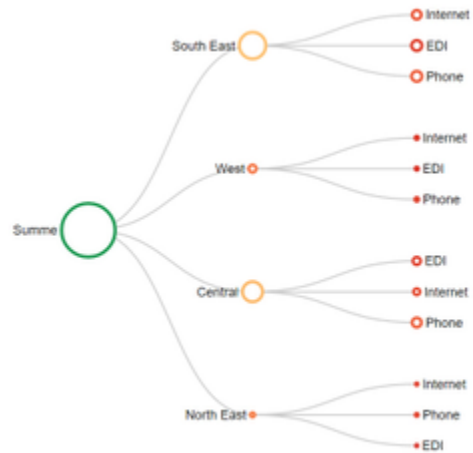 Summe
South East
Internet
EDI
Phone
West
Internet
EDI
Phone
Central
EDI
Internet
Phone
North East
Internet
Phone
EDI